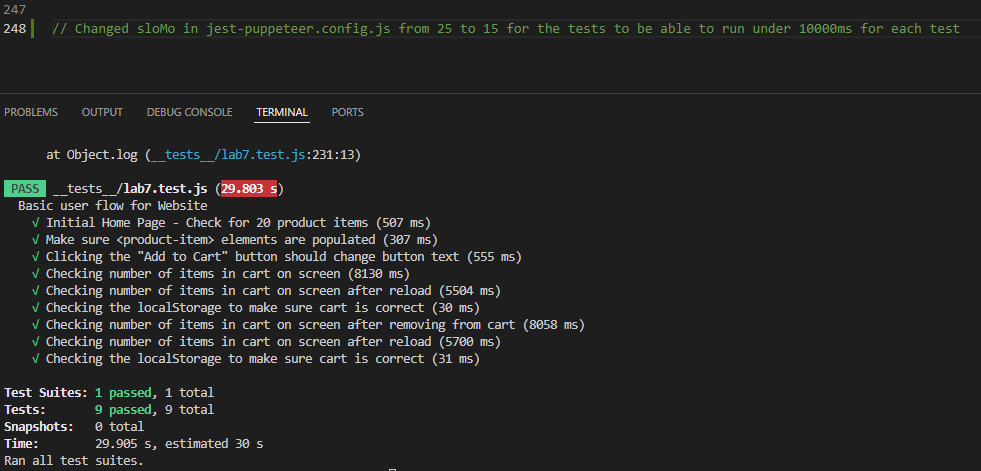 247
248 // Changed sloMo in jest-puppeteer.config.js from 25 to 15 for the tests to be able to run under 10000ms for each test
PROBLEMS OUTPUT DEBUG CONSOLE TERMINAL PORTS
at Object.log (__tests__/lab7.test.js:231:13)
PASS __tests__/lab7.test.js (29.803 s)
Basic user flow for Website
√ Initial Home Page - Check for 20 product items (507 ms)
√ Make sure <product-item> elements are populated (307 ms)
√ Clicking the "Add to Cart" button should change button text (555 ms)
√ Checking number of items in cart on screen (8130 ms)
√ Checking number of items in cart on screen after reload (5504 ms)
√ Checking the localStorage to make sure cart is correct (30 ms)
√ Checking number of items in cart on screen after removing from cart (8058 ms)
√ Checking number of items in cart on screen after reload (5700 ms)
√ Checking the localStorage to make sure cart is correct (31 ms)
Test Suites: 1 passed, 1 total
Tests: 9 passed, 9 total
Snapshots: 0 total
Time: 29.905 s, estimated 30 s
Ran all test suites.